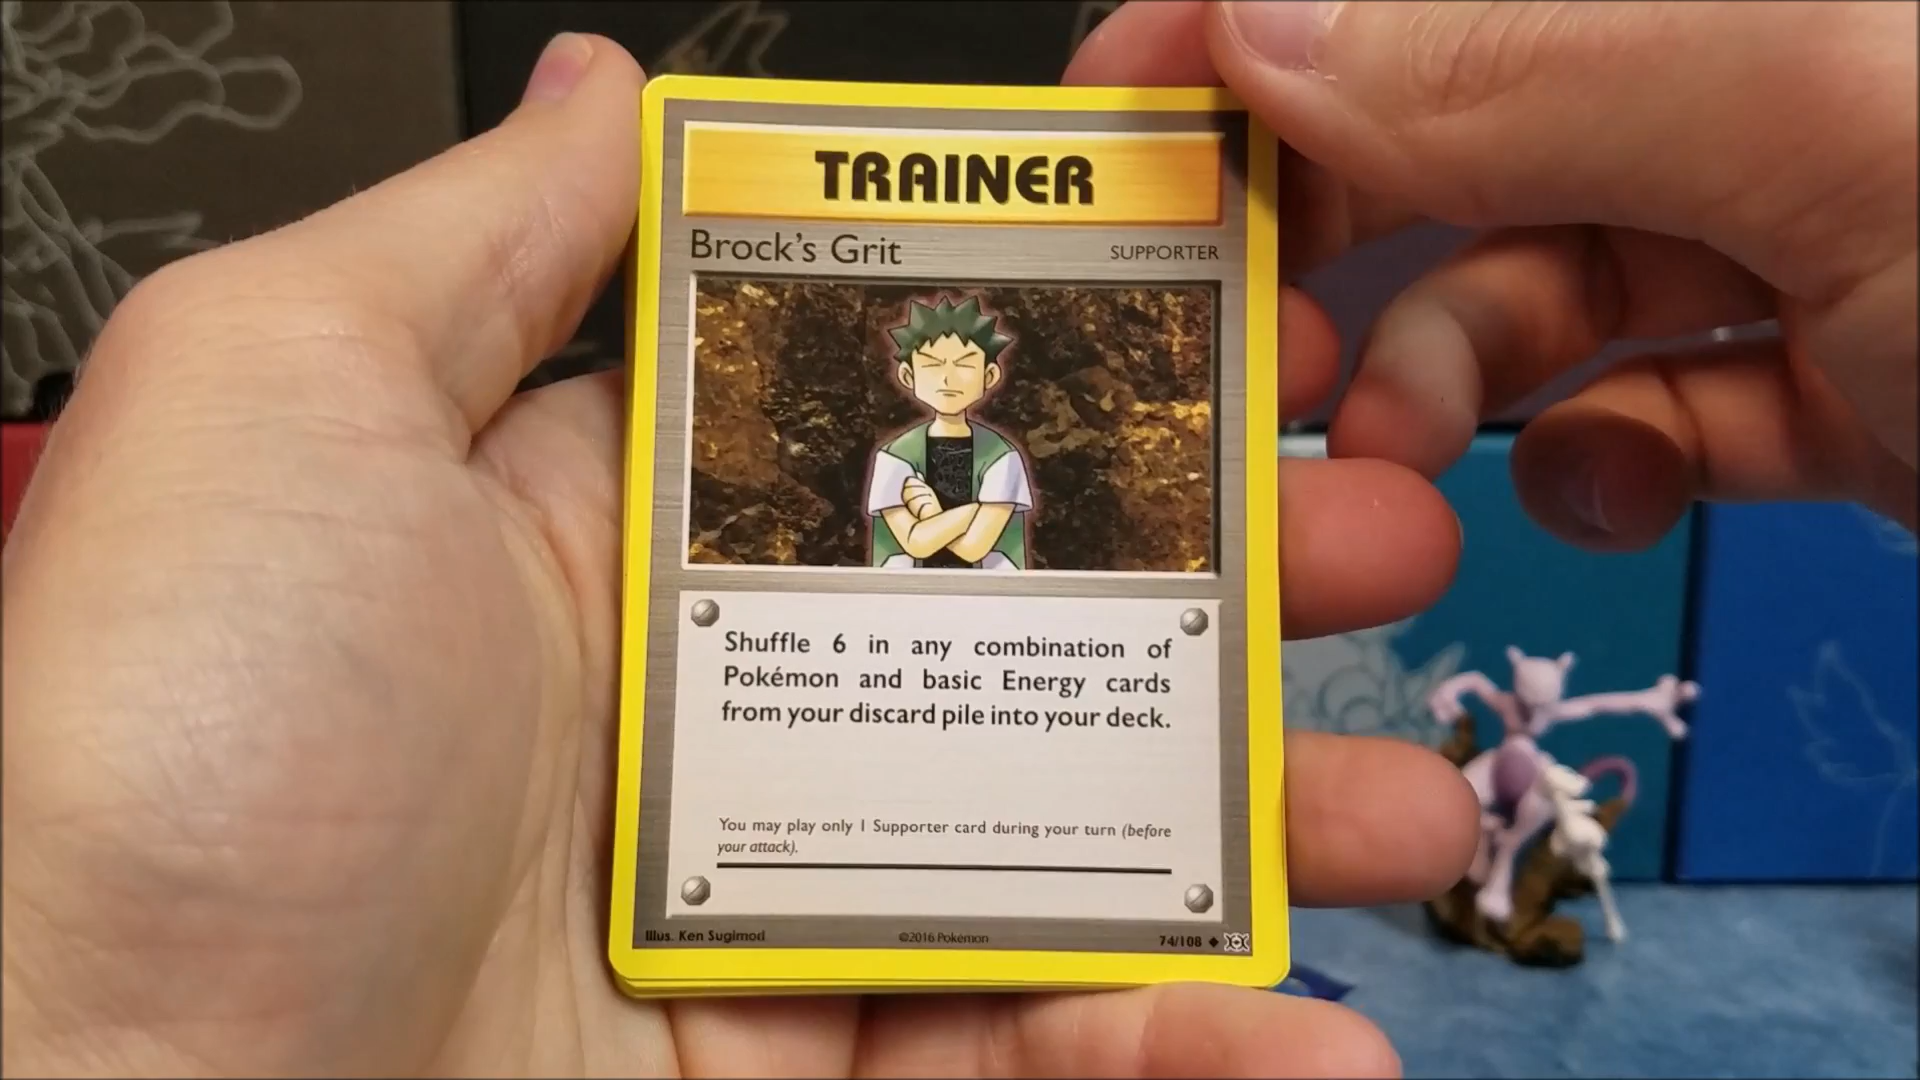 TRAINER
Brock's Grit
SUPPORTER
Shuffle 6 in any combination of
Pokémon and basic Energy cards
from your discard pile into your deck.
You may play only 1 Supporter card during your turn (before
your attack).
Illus. Ken Sugimori
©2016 Pokémon
74/108